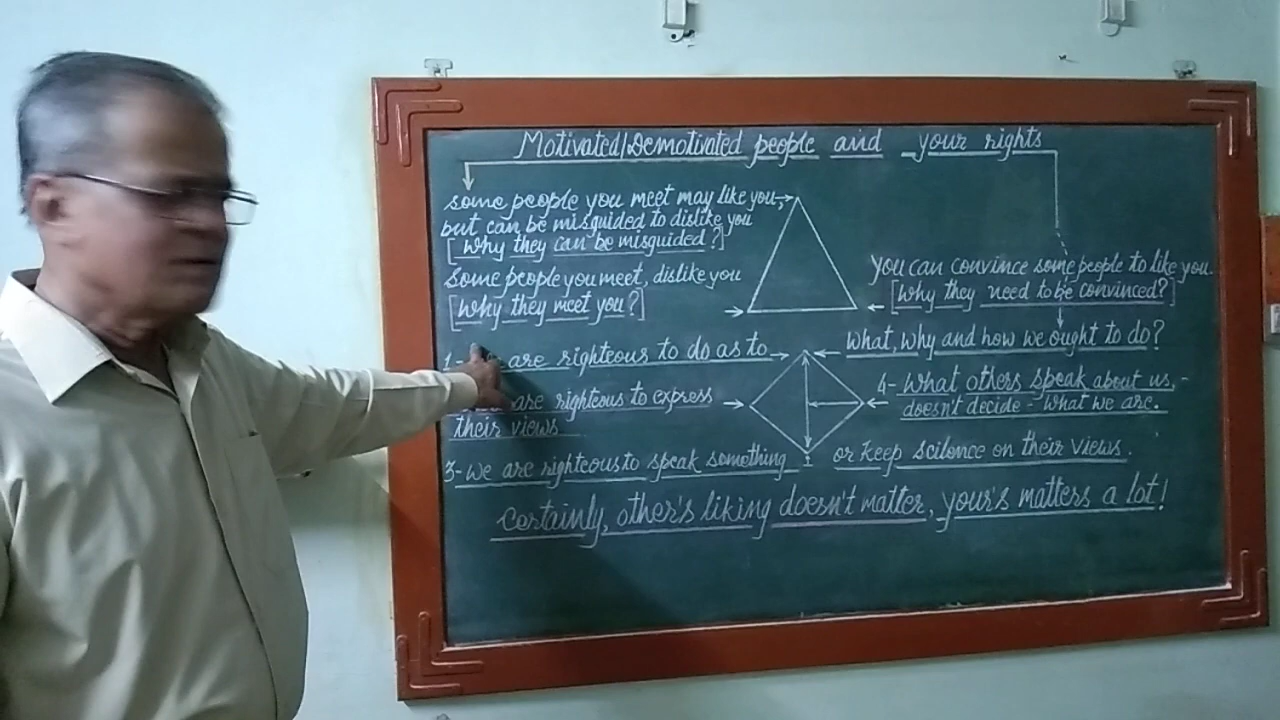 Motivated/Demotivated people and your rights
some people you meet may like you,
but can be misguided to dislike you
[why they can be misguided?]
Some people you meet, dislike you
[why they meet you?]
you can convince some people to like you.
[why they need to be convinced?]
1- are righteous to do as to
What, why and how we ought to do?
are righteous to express
their views
4- What others speak about us, -
doesn't decide - what we are.
3- we are righteous to speak something
or keep scilence on their views.
Certainly, other's liking doesn't matter, your's matters a lot!